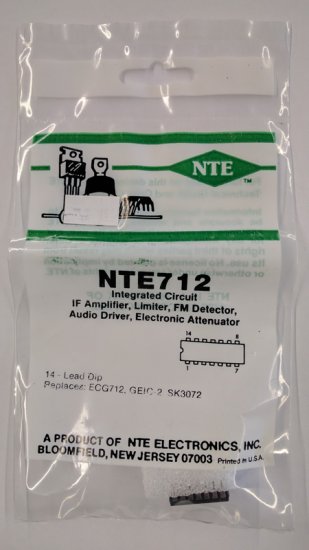 NTE
TM
NTE712
Integrated Circuit
IF Amplifier, Limiter, FM Detector,
Audio Driver, Electronic Attenuator
14 8
1 7
14 - Lead Dip
Replaces: ECG712, GEIC-2, SK3072
A PRODUCT OF NTE ELECTRONICS, INC.
BLOOMFIELD, NEW JERSEY 07003 Printed in U.S.A.